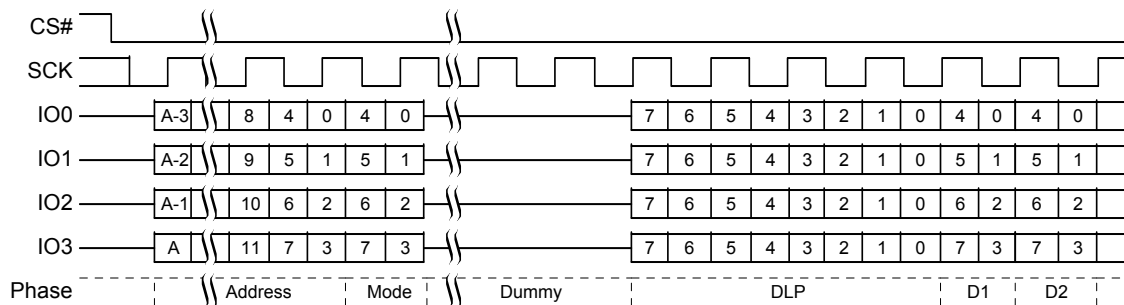 CS#
SCK
IO0 A-3 8 4 0 4 0 7 6 5 4 3 2 1 0 4 0 4 0
IO1 A-2 9 5 1 5 1 7 6 5 4 3 2 1 0 5 1 5 1
IO2 A-1 10 6 2 6 2 7 6 5 4 3 2 1 0 6 2 6 2
IO3 A 11 7 3 7 3 7 6 5 4 3 2 1 0 7 3 7 3
Phase Address Mode Dummy DLP D1 D2